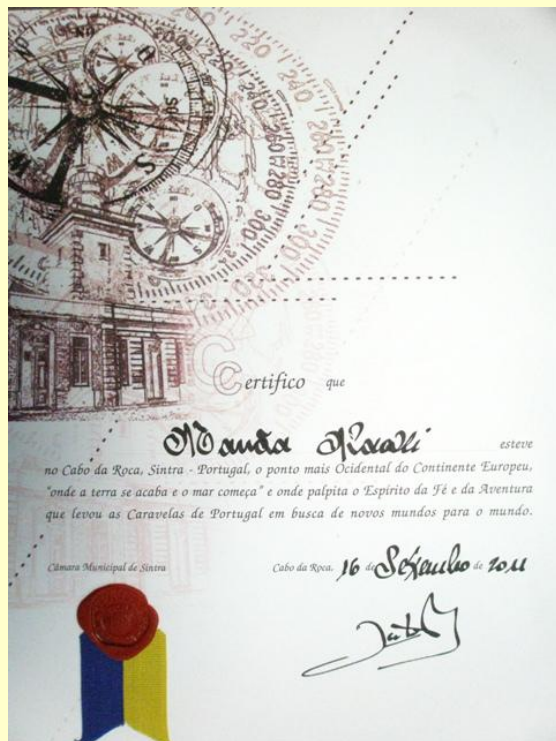 Certifico que
esteve
no Cabo da Roca, Sintra - Portugal, o ponto mais Ocidental do Continente Europeu,
"onde a terra se acaba e o mar começa" e onde palpita o Espírito da Fé e da Aventura
que levou as Caravelas de Portugal em busca de novos mundos para o mundo.
Câmara Municipal de Sintra
Cabo da Roca, 16 de Setembro de 2011